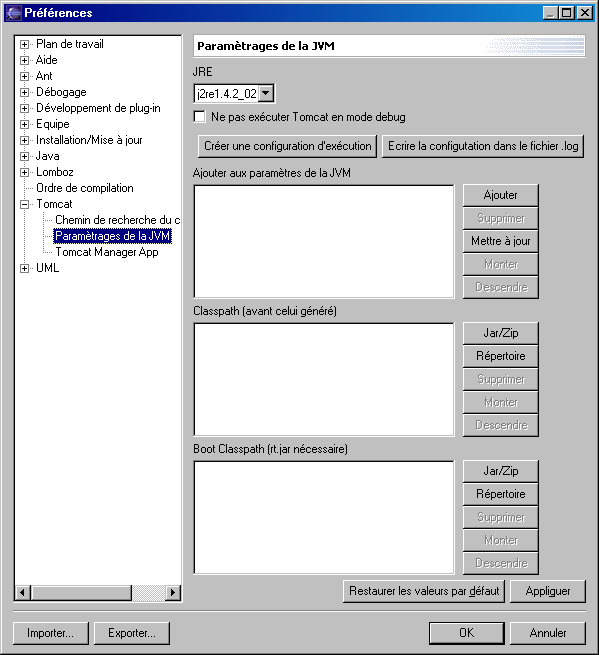 Préférences
Plan de travail
Aide
Ant
Débogage
Développement de plug-in
Equipe
Installation/Mise à jour
Java
Lomboz
Ordre de compilation
Tomcat
Chemin de recherche du c
Paramètrages de la JVM
Tomcat Manager App
UML
Paramètrages de la JVM
JRE
j2re1.4.2_02
Ne pas exécuter Tomcat en mode debug
Créer une configuration d'exécution
Ecrire la configutation dans le fichier .log
Ajouter aux paramètres de la JVM
Ajouter
Supprimer
Mettre à jour
Monter
Descendre
Classpath (avant celui généré)
Jar/Zip
Répertoire
Supprimer
Monter
Descendre
Boot Classpath (rt.jar nécessaire)
Jar/Zip
Répertoire
Supprimer
Monter
Descendre
Restaurer les valeurs par défaut
Appliquer
Importer...
Exporter...
OK
Annuler